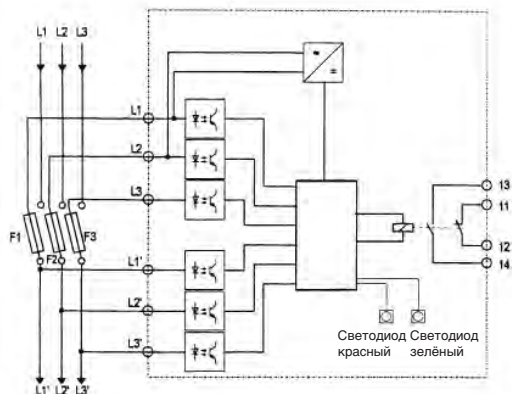 L1 L2 L3
L1
L2
L3
F1 F2 F3
L1'
L2'
L3'
13
11
12
14
Светодиод красный
Светодиод зелёный
L1' L2' L3'